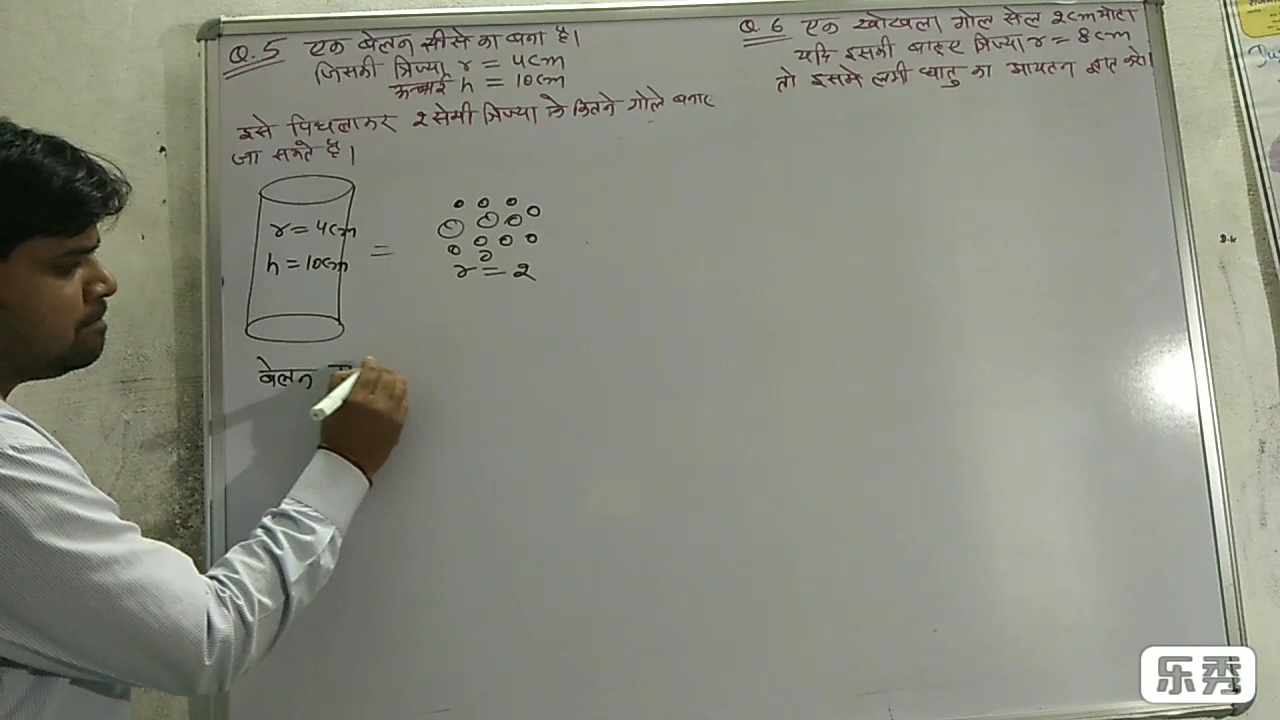 Q.5 एक बेलन सीसे का बना है।
जिसकी त्रिज्या r = 4cm
ऊन्चाई h = 10cm
इसे पिघलाकर 2 सेमी त्रिज्या के कितने गोले बनाए
जा सकते है।
r = 4cm
h = 10cm
=
r = 2
बेलन
Q.6 एक खोखला गोल सेल 2cm मोटा
यदि इसकी बाहर त्रिज्या r = 8cm
तो इसमे लगी धातु का आयतन ज्ञात करो।
乐秀